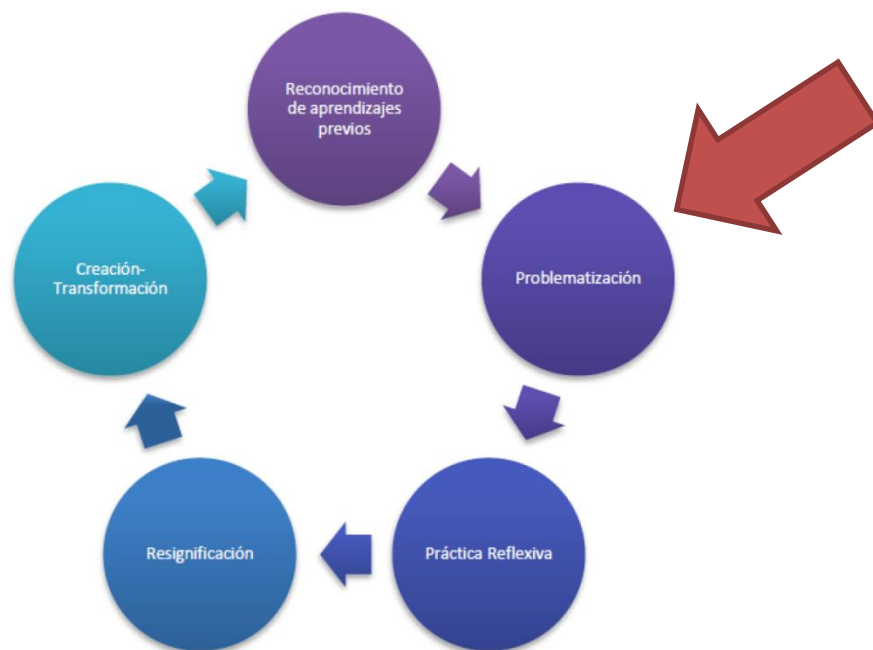 Reconocimiento
de aprendizajes
previos
Problematización
Práctica Reflexiva
Resignificación
Creación-
Transformación